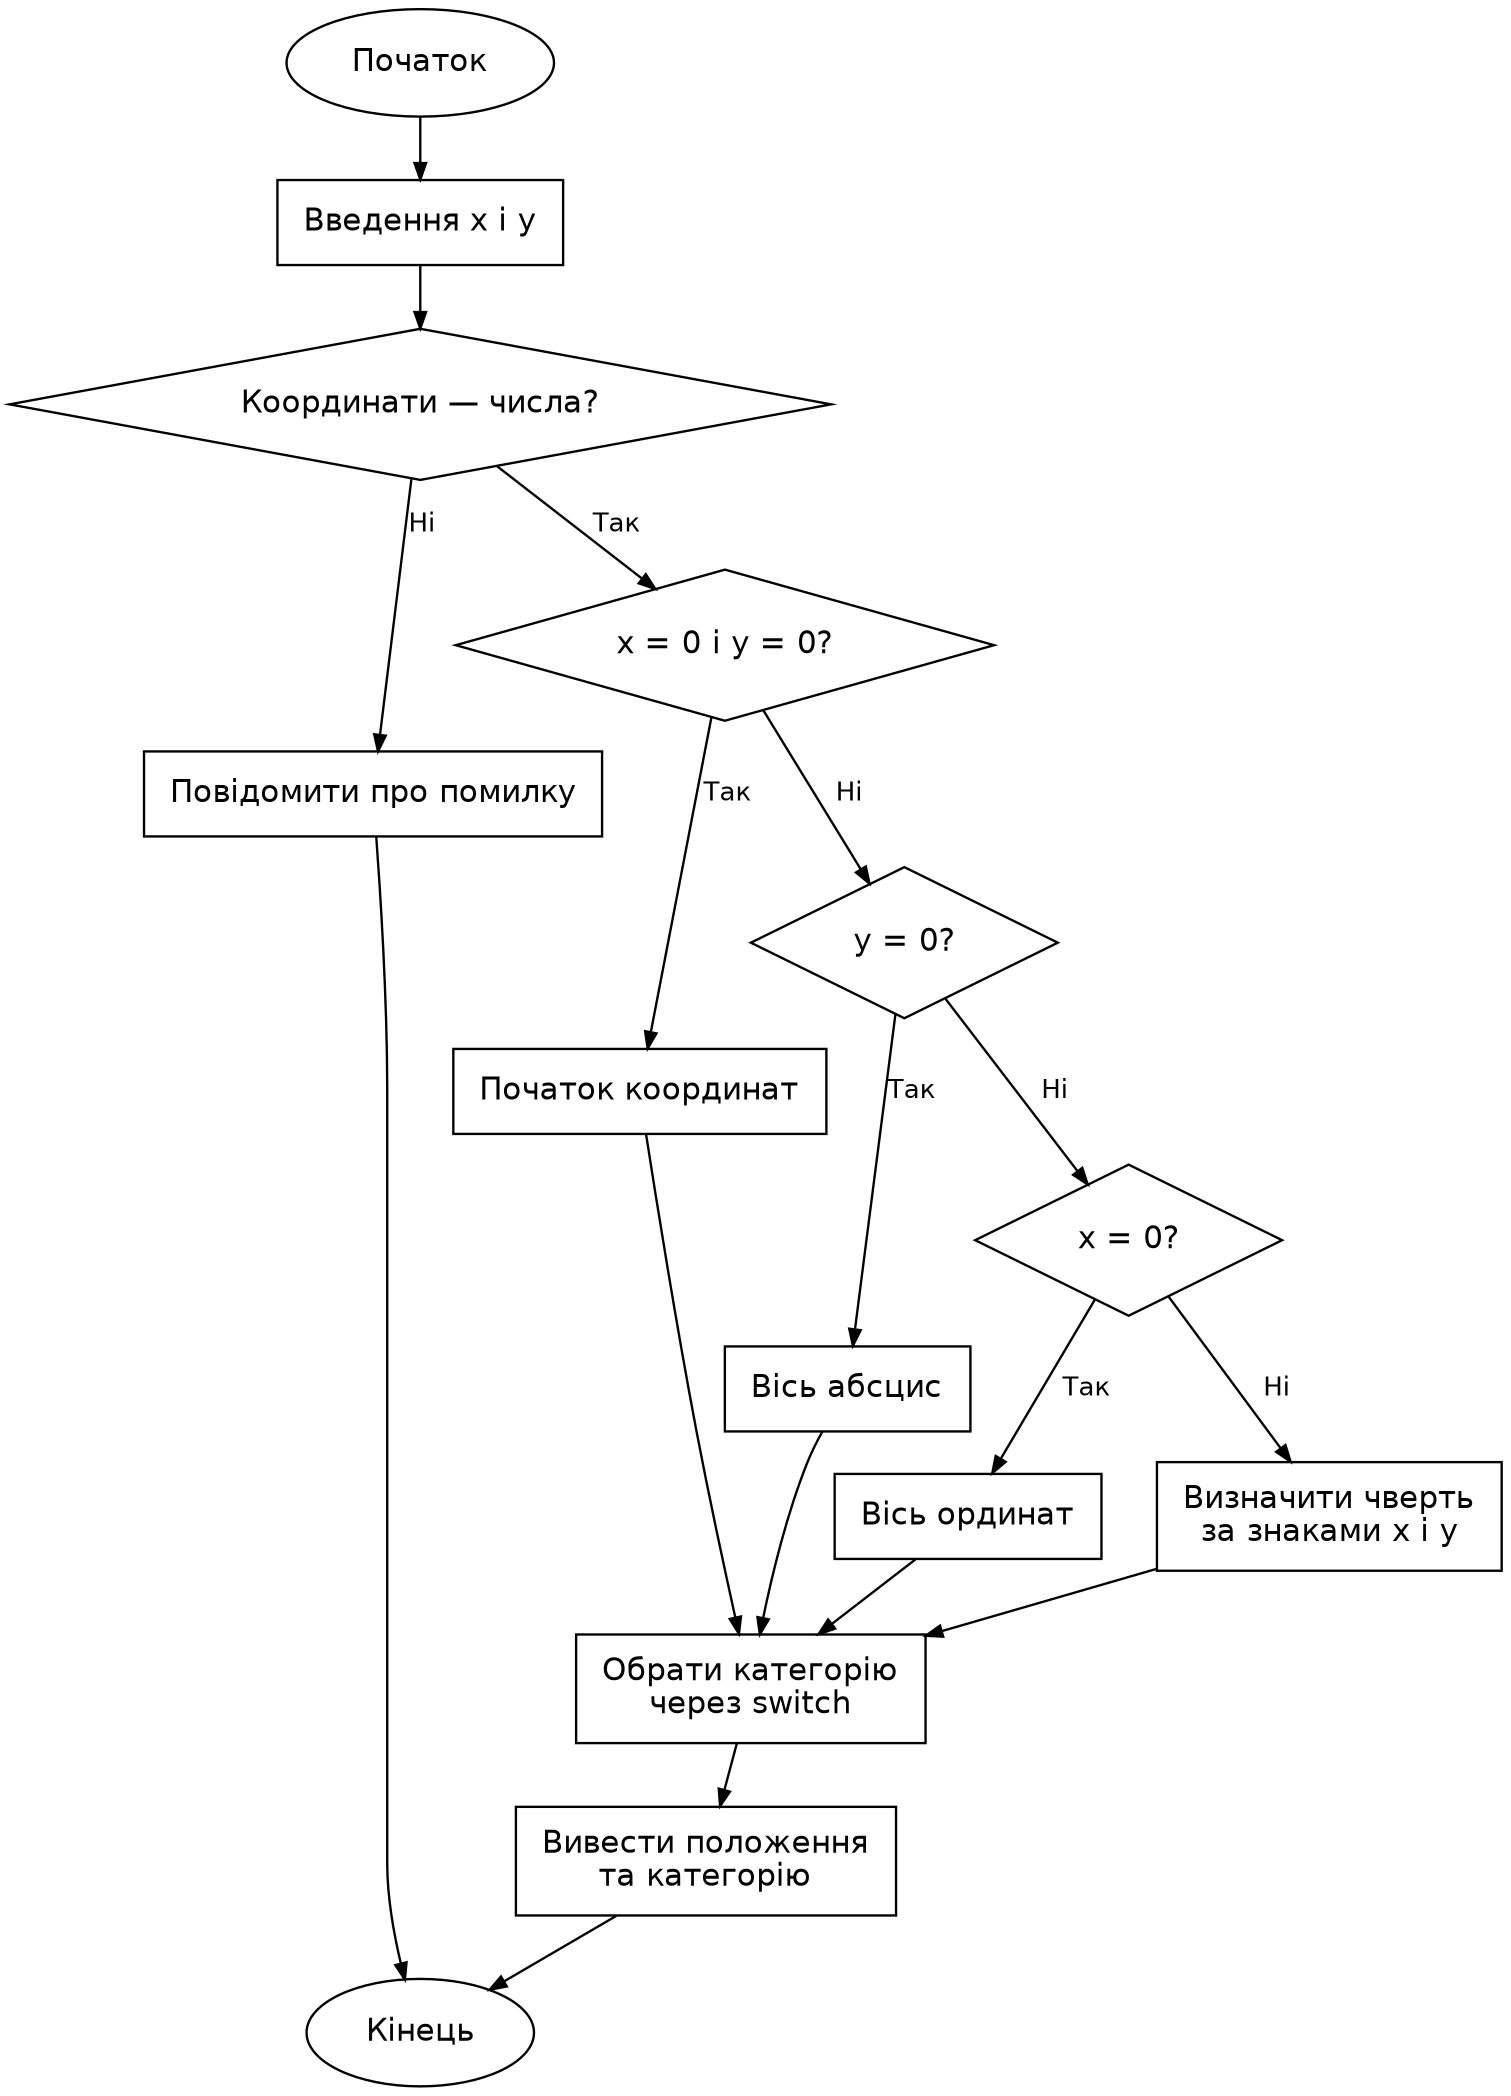 Початок
Введення x і y
Координати — числа?
Ні
Так
x = 0 і y = 0?
Повідомити про помилку
Так
Ні
y = 0?
Початок координат
Так
Ні
x = 0?
Вісь абсцис
Так
Ні
Вісь ординат
Визначити чверть
за знаками x і y
Обрати категорію
через switch
Вивести положення
та категорію
Кінець